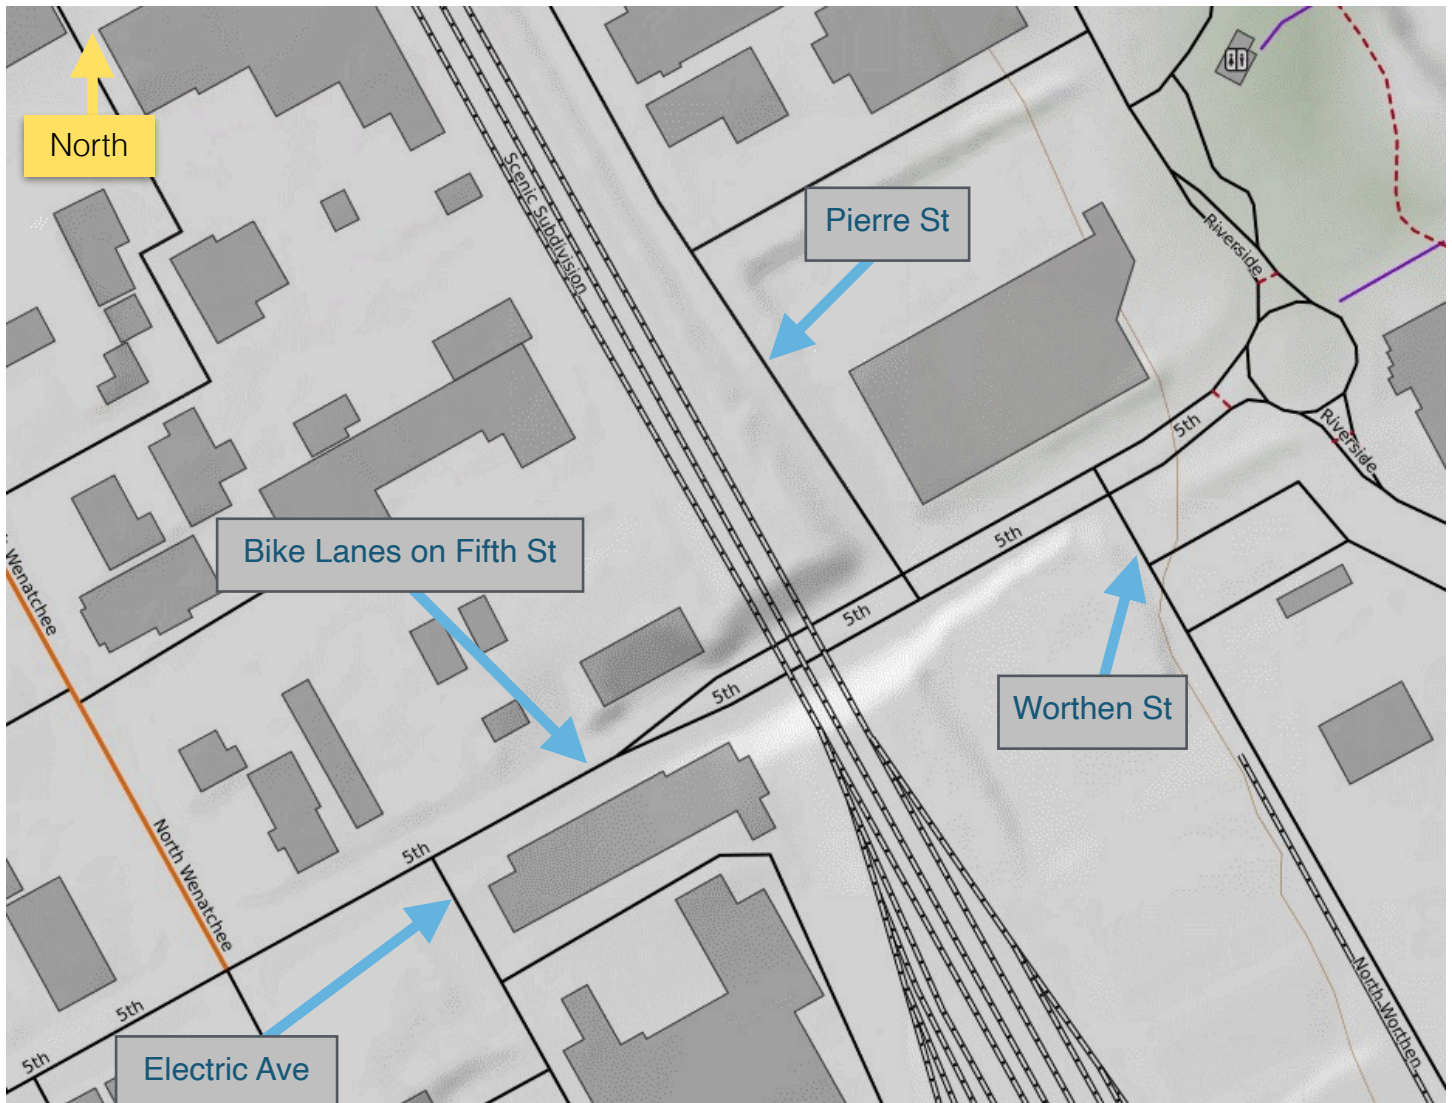 North
Scenic Subdivision
Pierre St
Riverside
5th
Riverside
Bike Lanes on Fifth St
5th
Wenatchee
5th
5th
Worthen St
North Wenatchee
5th
North Worthen
5th
5th
Electric Ave